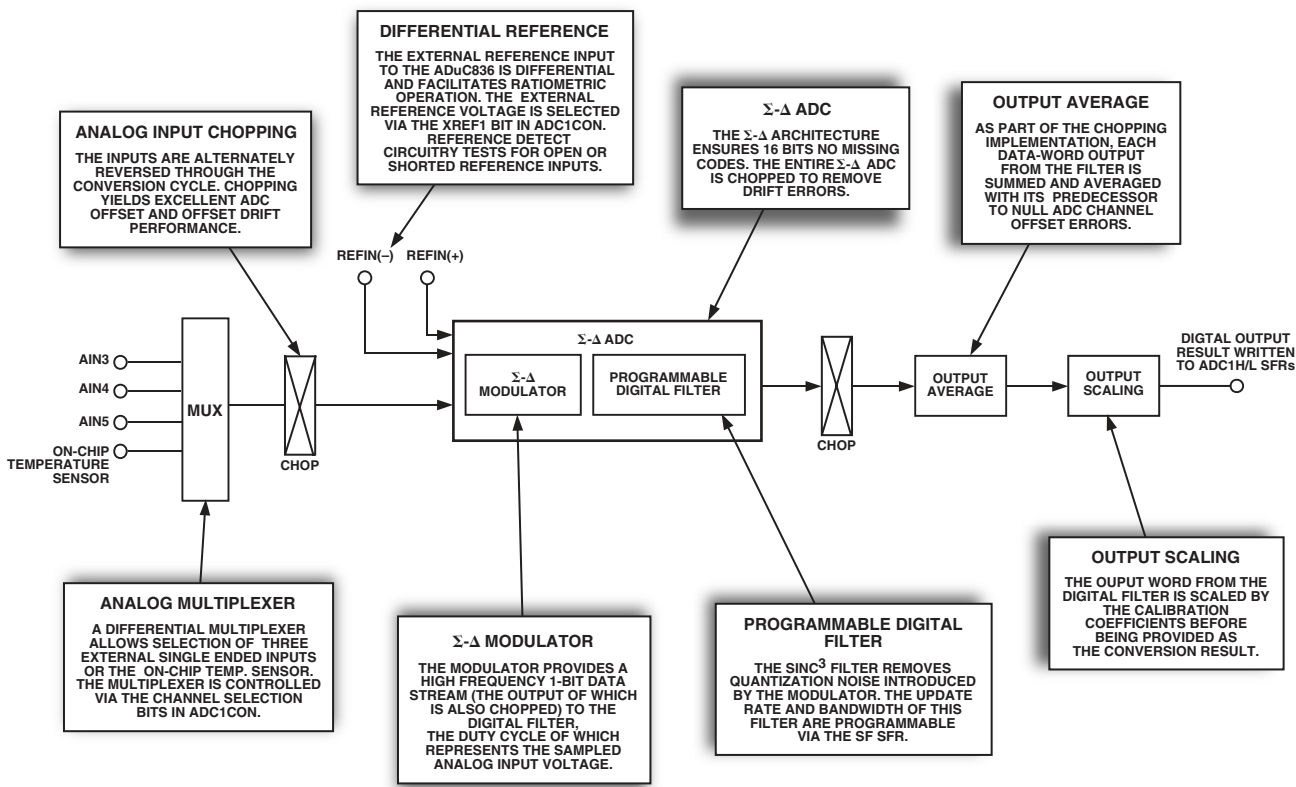 DIFFERENTIAL REFERENCE
THE EXTERNAL REFERENCE INPUT
TO THE ADuC836 IS DIFFERENTIAL
AND FACILITATES RATIOMETRIC
OPERATION. THE EXTERNAL
REFERENCE VOLTAGE IS SELECTED
VIA THE XREF1 BIT IN ADC1CON.
REFERENCE DETECT
CIRCUITRY TESTS FOR OPEN OR
SHORTED REFERENCE INPUTS.
ANALOG INPUT CHOPPING
THE INPUTS ARE ALTERNATELY
REVERSED THROUGH THE
CONVERSION CYCLE. CHOPPING
YIELDS EXCELLENT ADC
OFFSET AND OFFSET DRIFT
PERFORMANCE.
Σ-Δ ADC
THE Σ-Δ ARCHITECTURE
ENSURES 16 BITS NO MISSING
CODES. THE ENTIRE Σ-Δ ADC
IS CHOPPED TO REMOVE
DRIFT ERRORS.
OUTPUT AVERAGE
AS PART OF THE CHOPPING
IMPLEMENTATION, EACH
DATA-WORD OUTPUT
FROM THE FILTER IS
SUMMED AND AVERAGED
WITH ITS PREDECESSOR
TO NULL ADC CHANNEL
OFFSET ERRORS.
REFIN(–) REFIN(+)
AIN3
AIN4
AIN5
ON-CHIP
TEMPERATURE
SENSOR
MUX
CHOP
Σ-Δ ADC
Σ-Δ
MODULATOR
PROGRAMMABLE
DIGITAL FILTER
CHOP
OUTPUT
AVERAGE
OUTPUT
SCALING
DIGTAL OUTPUT
RESULT WRITTEN
TO ADC1H/L SFRs
ANALOG MULTIPLEXER
A DIFFERENTIAL MULTIPLEXER
ALLOWS SELECTION OF THREE
EXTERNAL SINGLE ENDED INPUTS
OR THE ON-CHIP TEMP. SENSOR.
THE MULTIPLEXER IS CONTROLLED
VIA THE CHANNEL SELECTION
BITS IN ADC1CON.
Σ-Δ MODULATOR
THE MODULATOR PROVIDES A
HIGH FREQUENCY 1-BIT DATA
STREAM (THE OUTPUT OF WHICH
IS ALSO CHOPPED) TO THE
DIGITAL FILTER,
THE DUTY CYCLE OF WHICH
REPRESENTS THE SAMPLED
ANALOG INPUT VOLTAGE.
PROGRAMMABLE DIGITAL
FILTER
THE SINC³ FILTER REMOVES
QUANTIZATION NOISE INTRODUCED
BY THE MODULATOR. THE UPDATE
RATE AND BANDWIDTH OF THIS
FILTER ARE PROGRAMMABLE
VIA THE SF SFR.
OUTPUT SCALING
THE OUPUT WORD FROM THE
DIGITAL FILTER IS SCALED BY
THE CALIBRATION
COEFFICIENTS BEFORE
BEING PROVIDED AS
THE CONVERSION RESULT.